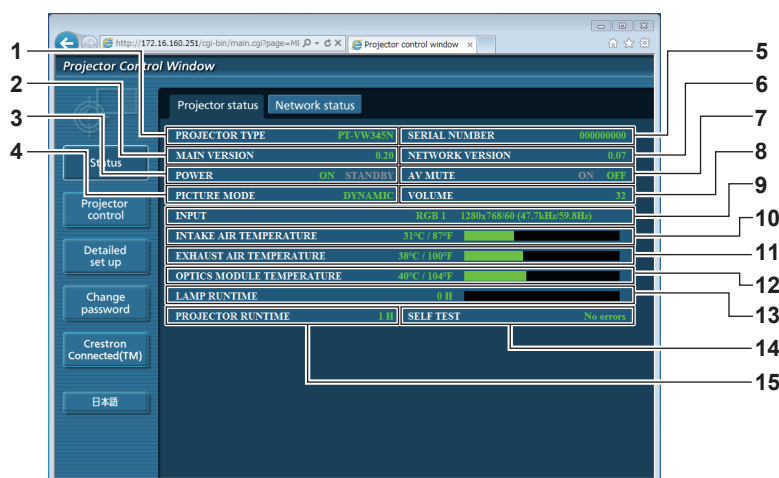 http://172.16.160.251/cgi-bin/main.cgi?page=MI
Projector control window
Projector Control Window
Projector status
Network status
PROJECTOR TYPE PT-VW345N SERIAL NUMBER 000000000
MAIN VERSION 0.20 NETWORK VERSION 0.07
POWER ON STANDBY AV MUTE ON OFF
PICTURE MODE DYNAMIC VOLUME 32
INPUT RGB 1 1280x768/60 (47.7kHz/59.8Hz)
INTAKE AIR TEMPERATURE 31°C / 87°F
EXHAUST AIR TEMPERATURE 38°C / 100°F
OPTICS MODULE TEMPERATURE 40°C / 104°F
LAMP RUNTIME 0 H
PROJECTOR RUNTIME 1 H SELF TEST No errors
Status
Projector
control
Detailed
set up
Change
password
Crestron
Connected(TM)
日本語
1
2
3
4
5
6
7
8
9
10
11
12
13
14
15